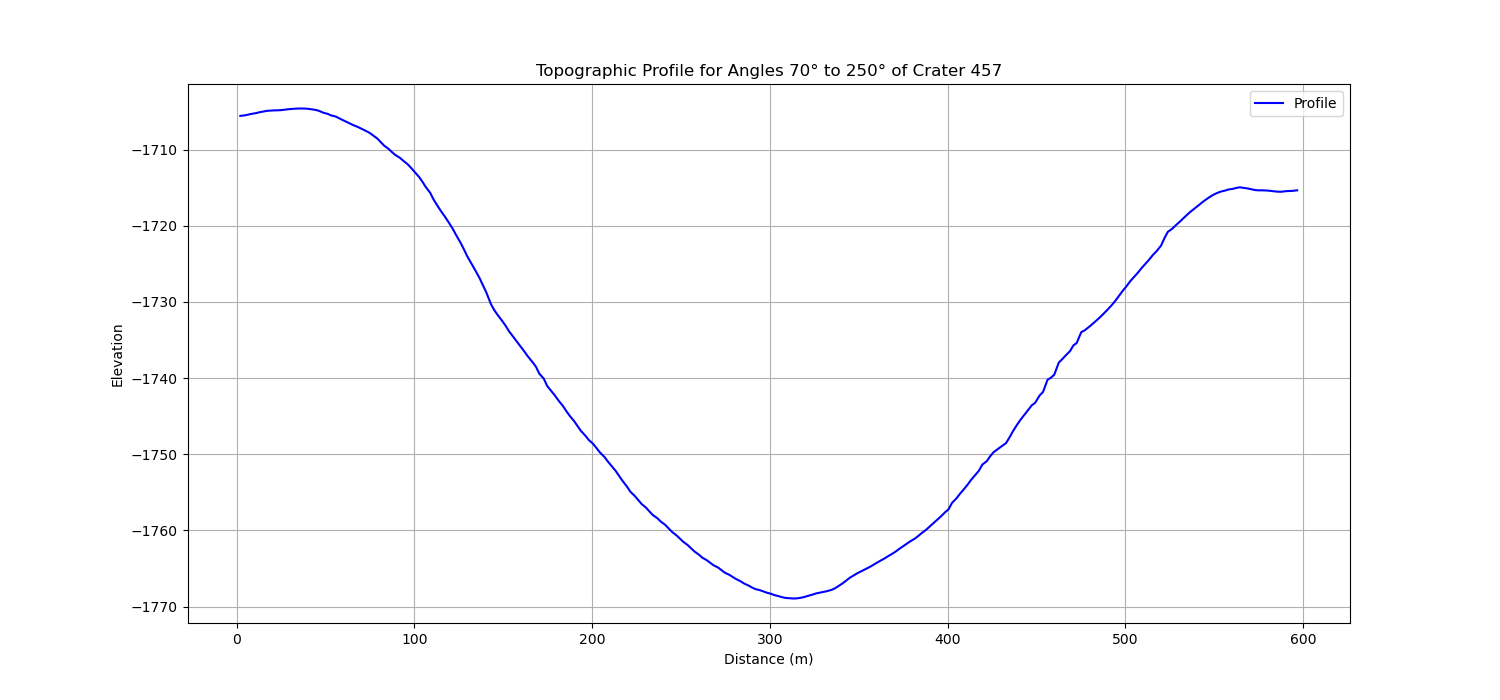 Topographic Profile for Angles 70° to 250° of Crater 457
Profile
−1710
−1720
−1730
−1740
−1750
−1760
−1770
Elevation
0 100 200 300 400 500 600
Distance (m)